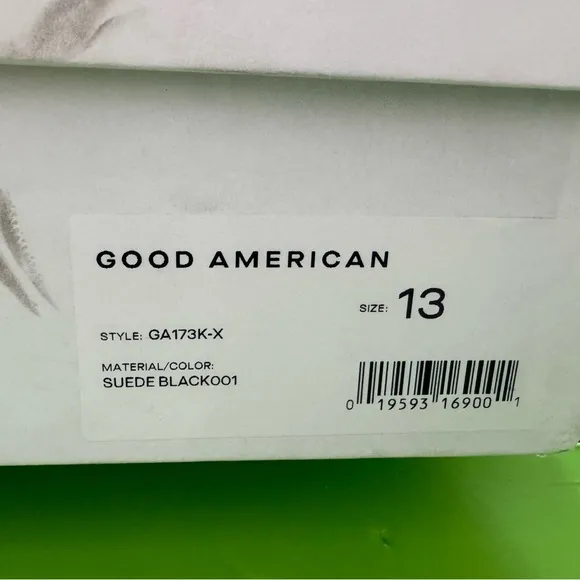 GOOD AMERICAN
SIZE: 13
STYLE: GA173K-X
MATERIAL/COLOR:
SUEDE BLACK001
0 19593 16900 1